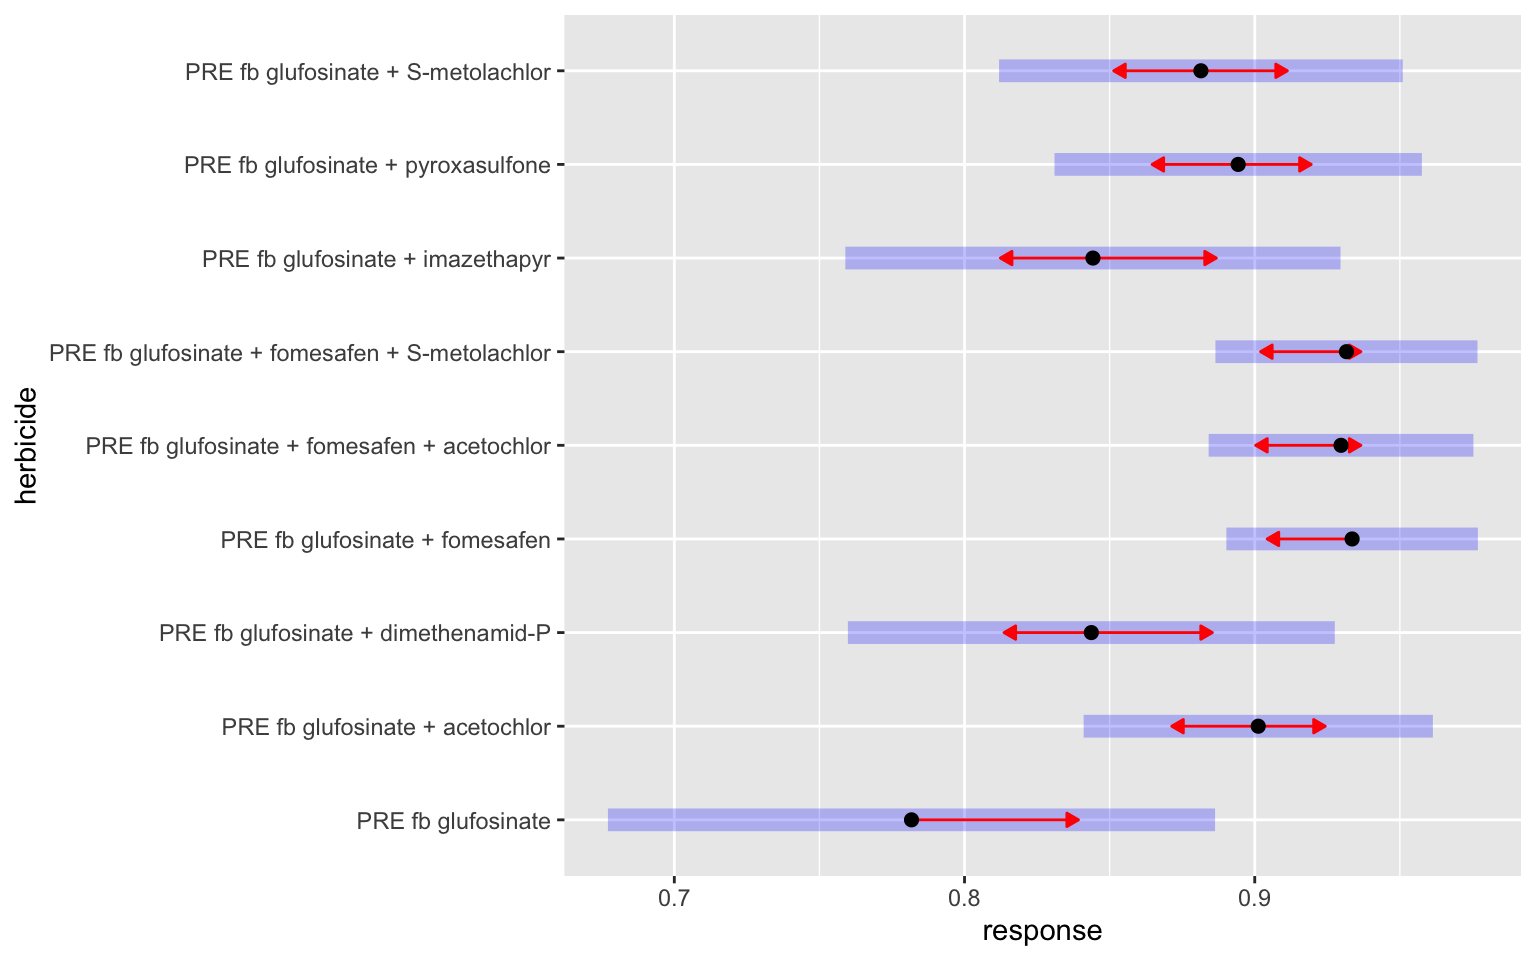 PRE fb glufosinate + S-metolachlor
PRE fb glufosinate + pyroxasulfone
PRE fb glufosinate + imazethapyr
PRE fb glufosinate + fomesafen + S-metolachlor
PRE fb glufosinate + fomesafen + acetochlor
PRE fb glufosinate + fomesafen
PRE fb glufosinate + dimethenamid-P
PRE fb glufosinate + acetochlor
PRE fb glufosinate
herbicide
0.7 0.8 0.9
response